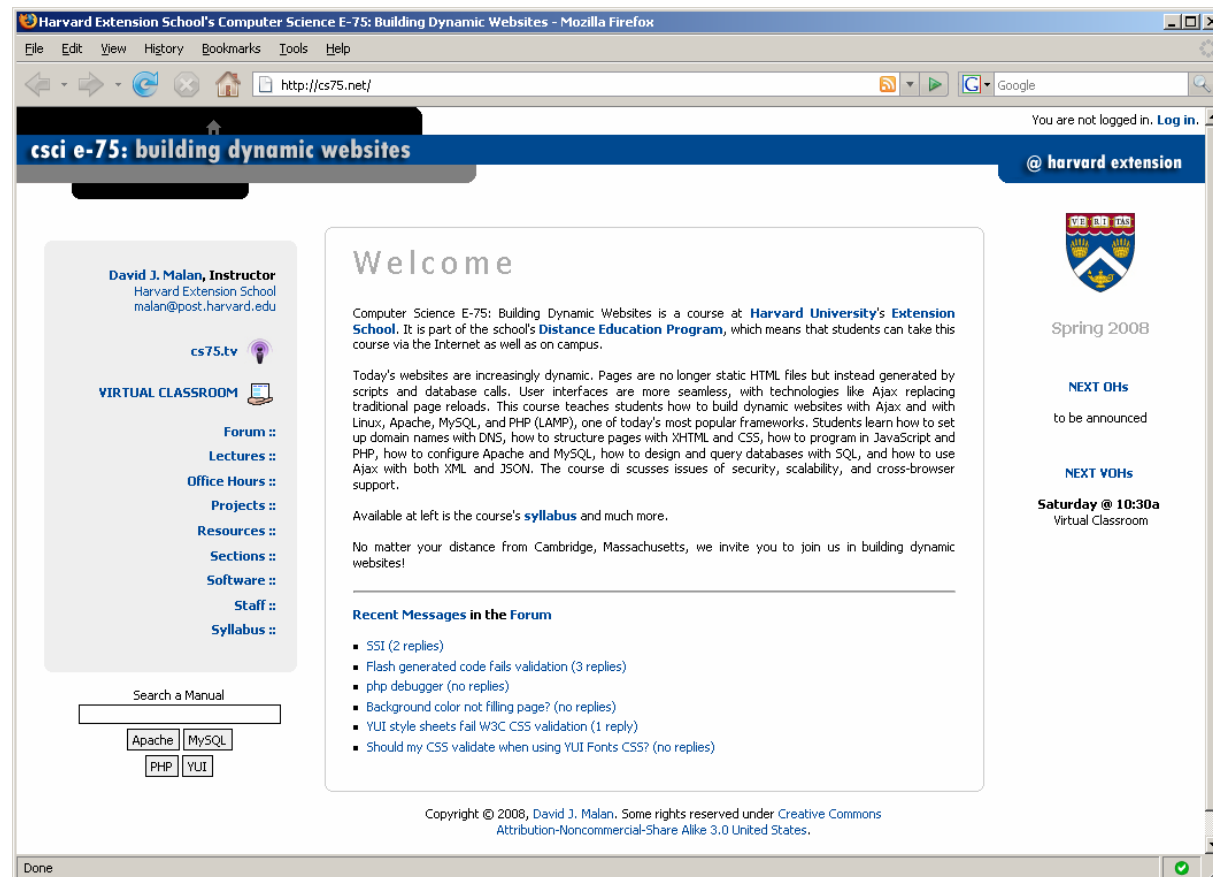 Harvard Extension School's Computer Science E-75: Building Dynamic Websites - Mozilla Firefox
File Edit View History Bookmarks Tools Help
http://cs75.net/
G Google
You are not logged in. Log in.
csci e-75: building dynamic websites
@ harvard extension
VE RI TAS
David J. Malan, Instructor
Harvard Extension School
malan@post.harvard.edu
cs75.tv
VIRTUAL CLASSROOM
Forum ::
Lectures ::
Office Hours ::
Projects ::
Resources ::
Sections ::
Software ::
Staff ::
Syllabus ::
Search a Manual
Apache MySQL
PHP YUI
Welcome
Computer Science E-75: Building Dynamic Websites is a course at Harvard University's Extension
School. It is part of the school's Distance Education Program, which means that students can take this
course via the Internet as well as on campus.
Today's websites are increasingly dynamic. Pages are no longer static HTML files but instead generated by
scripts and database calls. User interfaces are more seamless, with technologies like Ajax replacing
traditional page reloads. This course teaches students how to build dynamic websites with Ajax and with
Linux, Apache, MySQL, and PHP (LAMP), one of today's most popular frameworks. Students learn how to set
up domain names with DNS, how to structure pages with XHTML and CSS, how to program in JavaScript and
PHP, how to configure Apache and MySQL, how to design and query databases with SQL, and how to use
Ajax with both XML and JSON. The course di scusses issues of security, scalability, and cross-browser
support.
Available at left is the course's syllabus and much more.
No matter your distance from Cambridge, Massachusetts, we invite you to join us in building dynamic
websites!
Recent Messages in the Forum
SSI (2 replies)
Flash generated code fails validation (3 replies)
php debugger (no replies)
Background color not filling page? (no replies)
YUI style sheets fail W3C CSS validation (1 reply)
Should my CSS validate when using YUI Fonts CSS? (no replies)
Spring 2008
NEXT OHs
to be announced
NEXT VOHs
Saturday @ 10:30a
Virtual Classroom
Copyright © 2008, David J. Malan. Some rights reserved under Creative Commons
Attribution-Noncommercial-Share Alike 3.0 United States.
Done